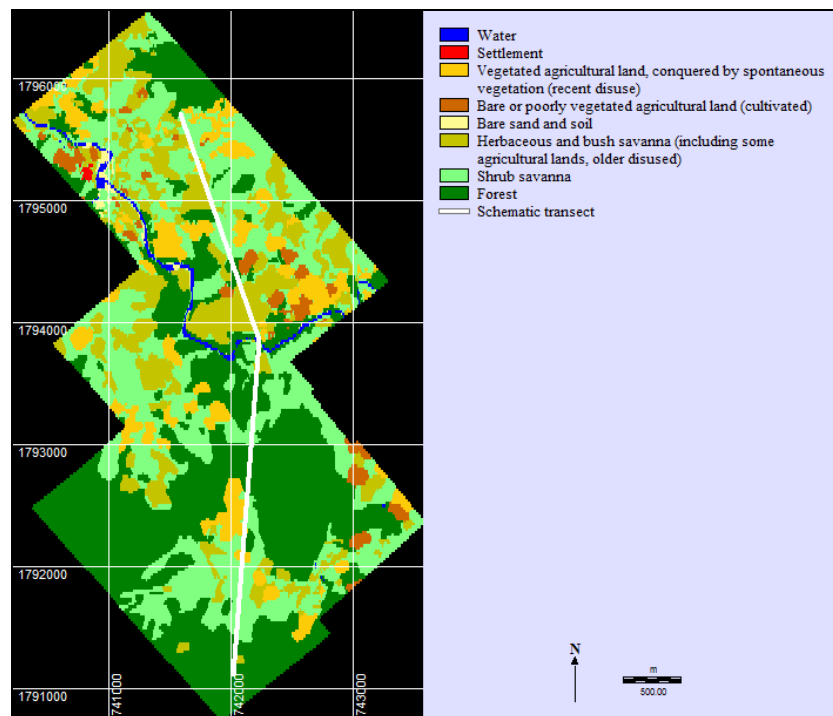 1796000
1795000
1794000
1793000
1792000
1791000
741000
742000
743000
Water
Settlement
Vegetated agricultural land, conquered by spontaneous
vegetation (recent disuse)
Bare or poorly vegetated agricultural land (cultivated)
Bare sand and soil
Herbaceous and bush savanna (including some
agricultural lands, older disused)
Shrub savanna
Forest
Schematic transect
N
m
500.00